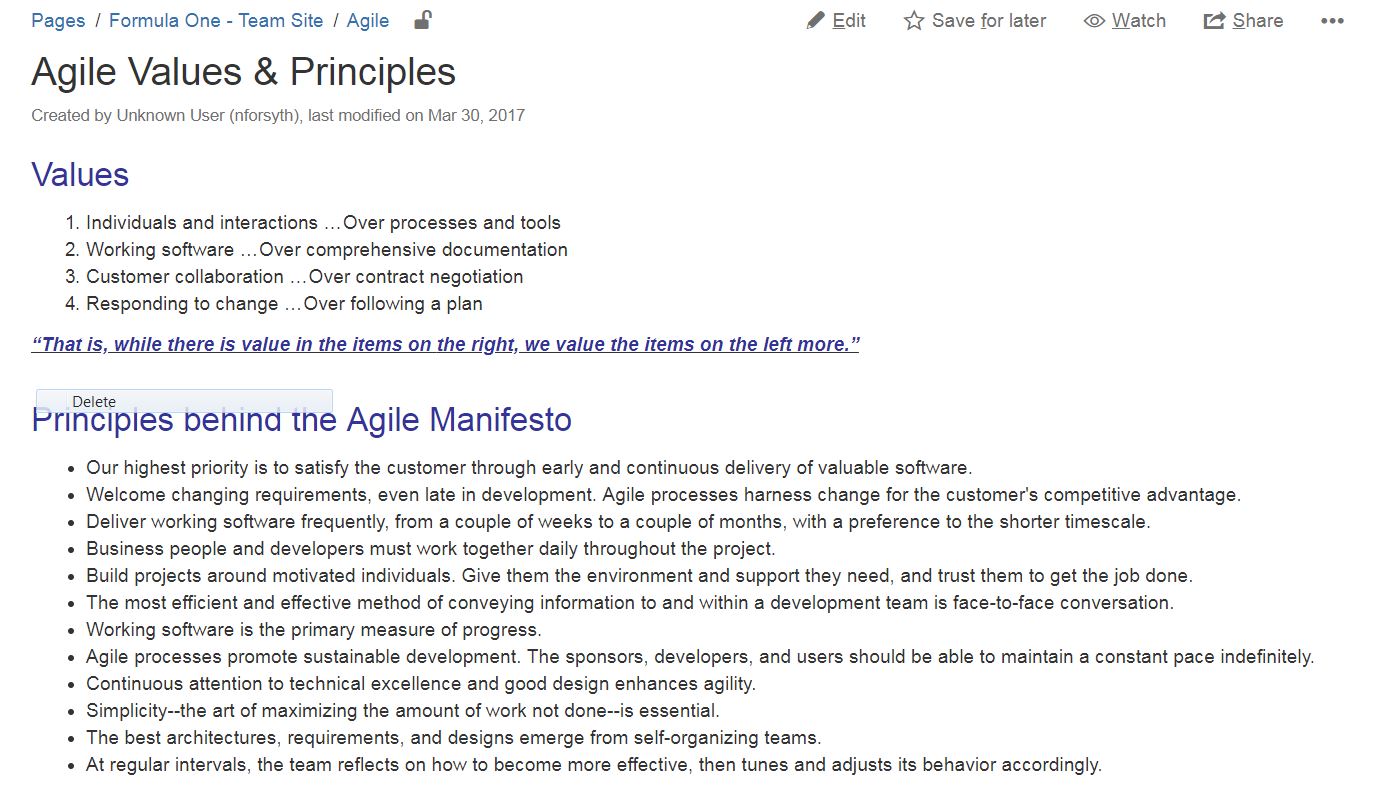 Pages / Formula One - Team Site / Agile
Edit Save for later Watch Share
Agile Values & Principles
Created by Unknown User (nforsyth), last modified on Mar 30, 2017
Values
1. Individuals and interactions …Over processes and tools
2. Working software …Over comprehensive documentation
3. Customer collaboration …Over contract negotiation
4. Responding to change …Over following a plan
“That is, while there is value in the items on the right, we value the items on the left more.”
Delete
Principles behind the Agile Manifesto
• Our highest priority is to satisfy the customer through early and continuous delivery of valuable software.
• Welcome changing requirements, even late in development. Agile processes harness change for the customer's competitive advantage.
• Deliver working software frequently, from a couple of weeks to a couple of months, with a preference to the shorter timescale.
• Business people and developers must work together daily throughout the project.
• Build projects around motivated individuals. Give them the environment and support they need, and trust them to get the job done.
• The most efficient and effective method of conveying information to and within a development team is face-to-face conversation.
• Working software is the primary measure of progress.
• Agile processes promote sustainable development. The sponsors, developers, and users should be able to maintain a constant pace indefinitely.
• Continuous attention to technical excellence and good design enhances agility.
• Simplicity--the art of maximizing the amount of work not done--is essential.
• The best architectures, requirements, and designs emerge from self-organizing teams.
• At regular intervals, the team reflects on how to become more effective, then tunes and adjusts its behavior accordingly.